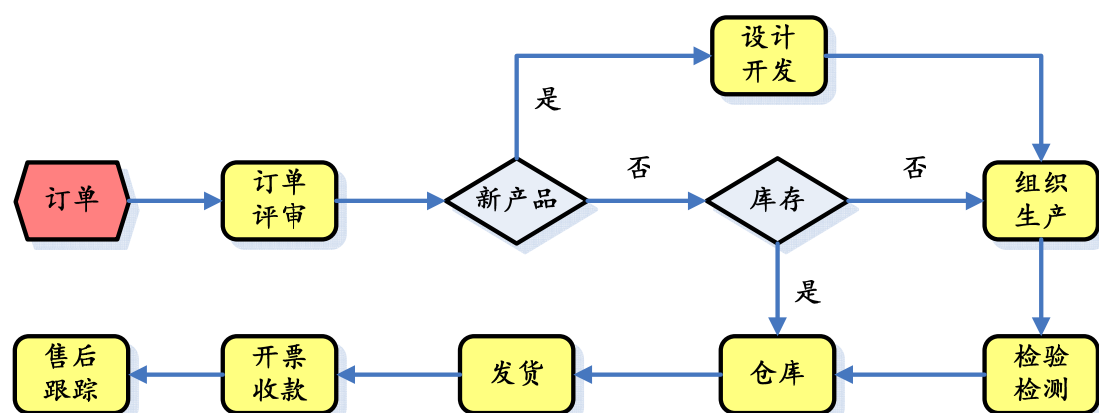 设计
开发
是
订单
订单
评审
新产品
否
库存
否
组织
生产
是
售后
跟踪
开票
收款
发货
仓库
检验
检测